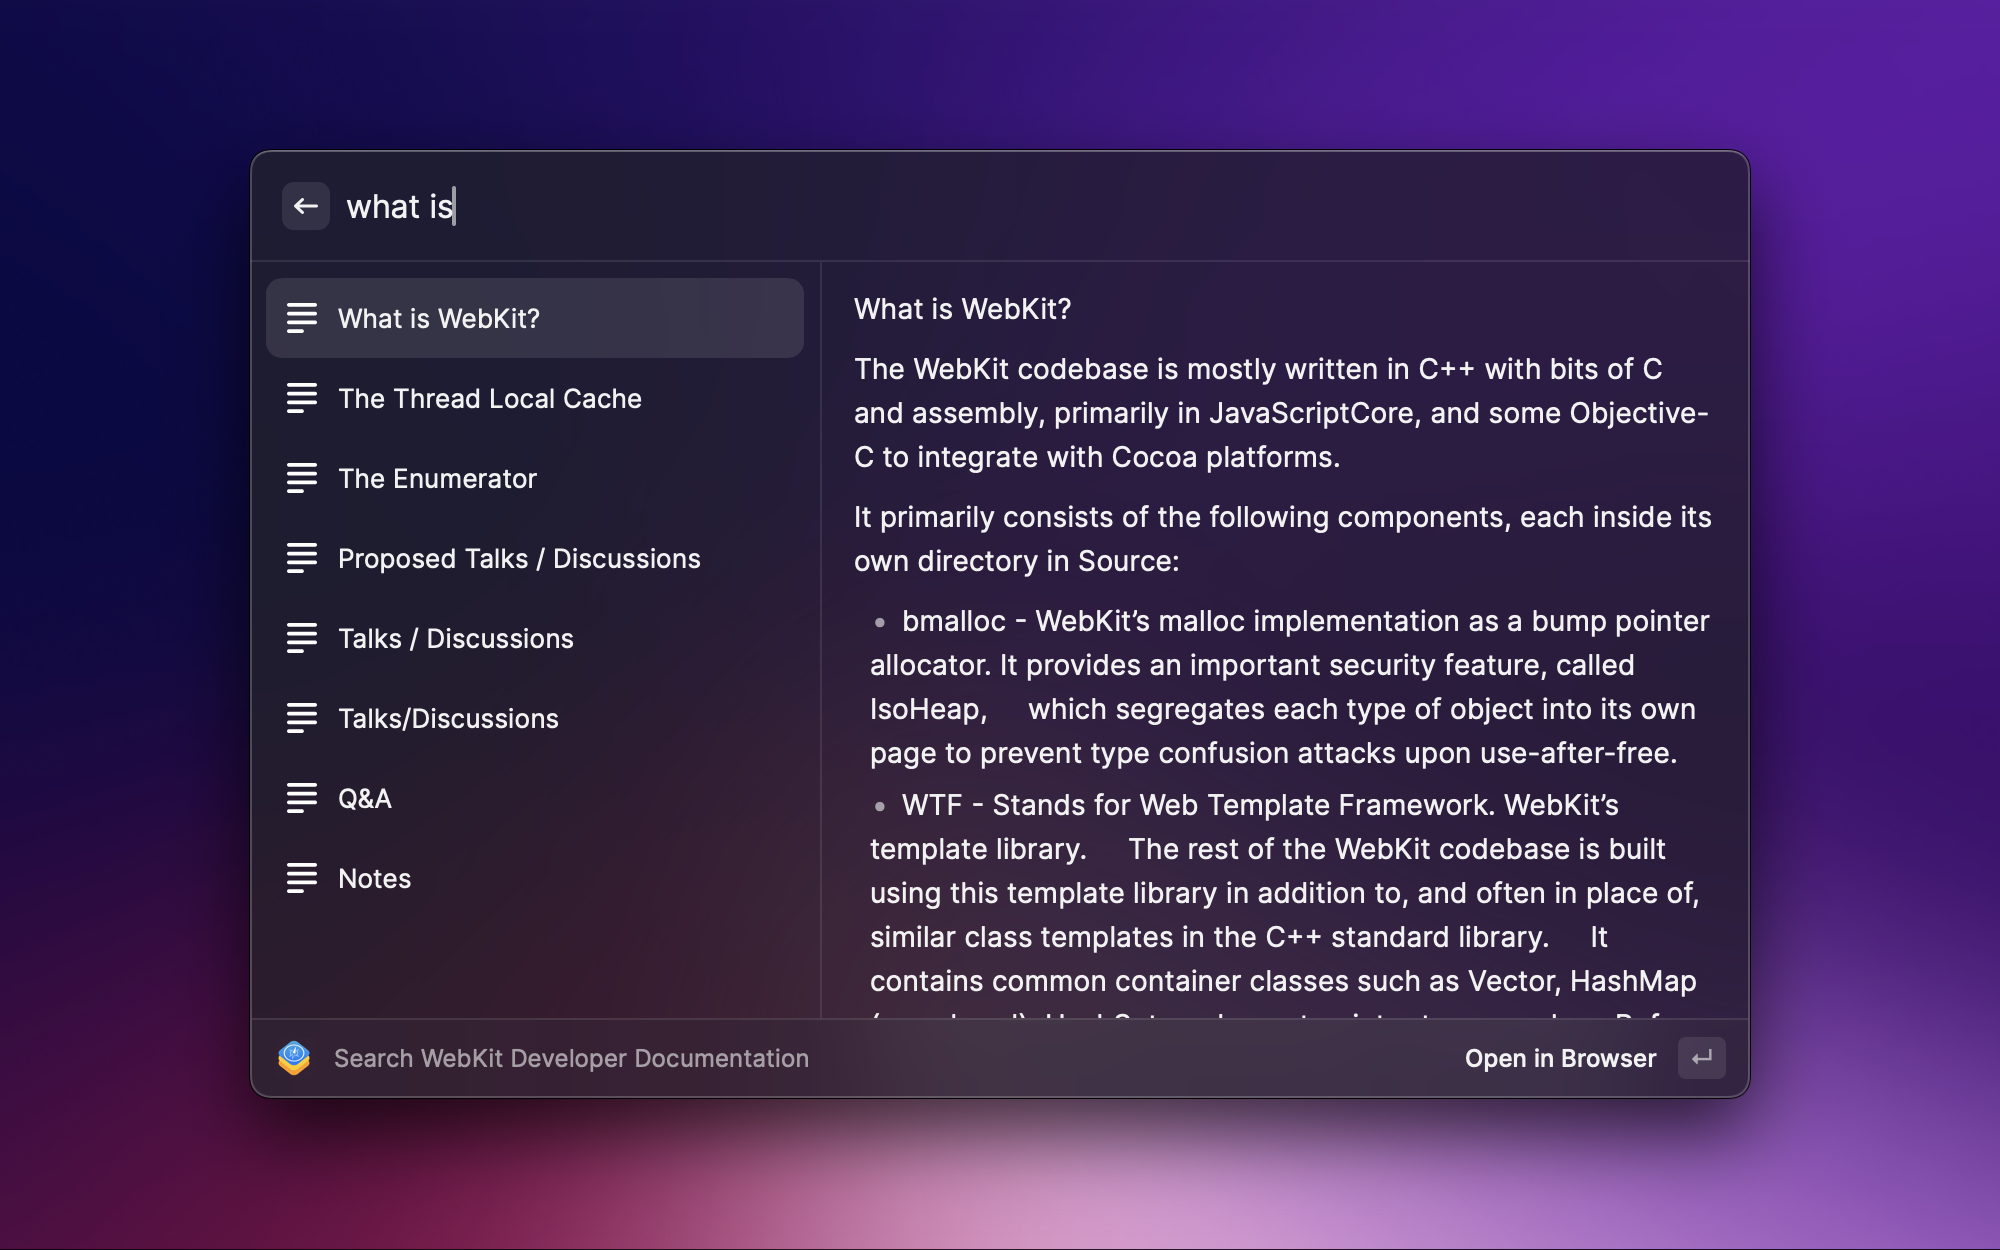 what is
What is WebKit?
The Thread Local Cache
The Enumerator
Proposed Talks / Discussions
Talks / Discussions
Talks/Discussions
Q&A
Notes
What is WebKit?
The WebKit codebase is mostly written in C++ with bits of C
and assembly, primarily in JavaScriptCore, and some Objective-
C to integrate with Cocoa platforms.
It primarily consists of the following components, each inside its
own directory in Source:
• bmalloc - WebKit’s malloc implementation as a bump pointer
allocator. It provides an important security feature, called
IsoHeap, which segregates each type of object into its own
page to prevent type confusion attacks upon use-after-free.
• WTF - Stands for Web Template Framework. WebKit’s
template library. The rest of the WebKit codebase is built
using this template library in addition to, and often in place of,
similar class templates in the C++ standard library. It
contains common container classes such as Vector, HashMap
Search WebKit Developer Documentation
Open in Browser